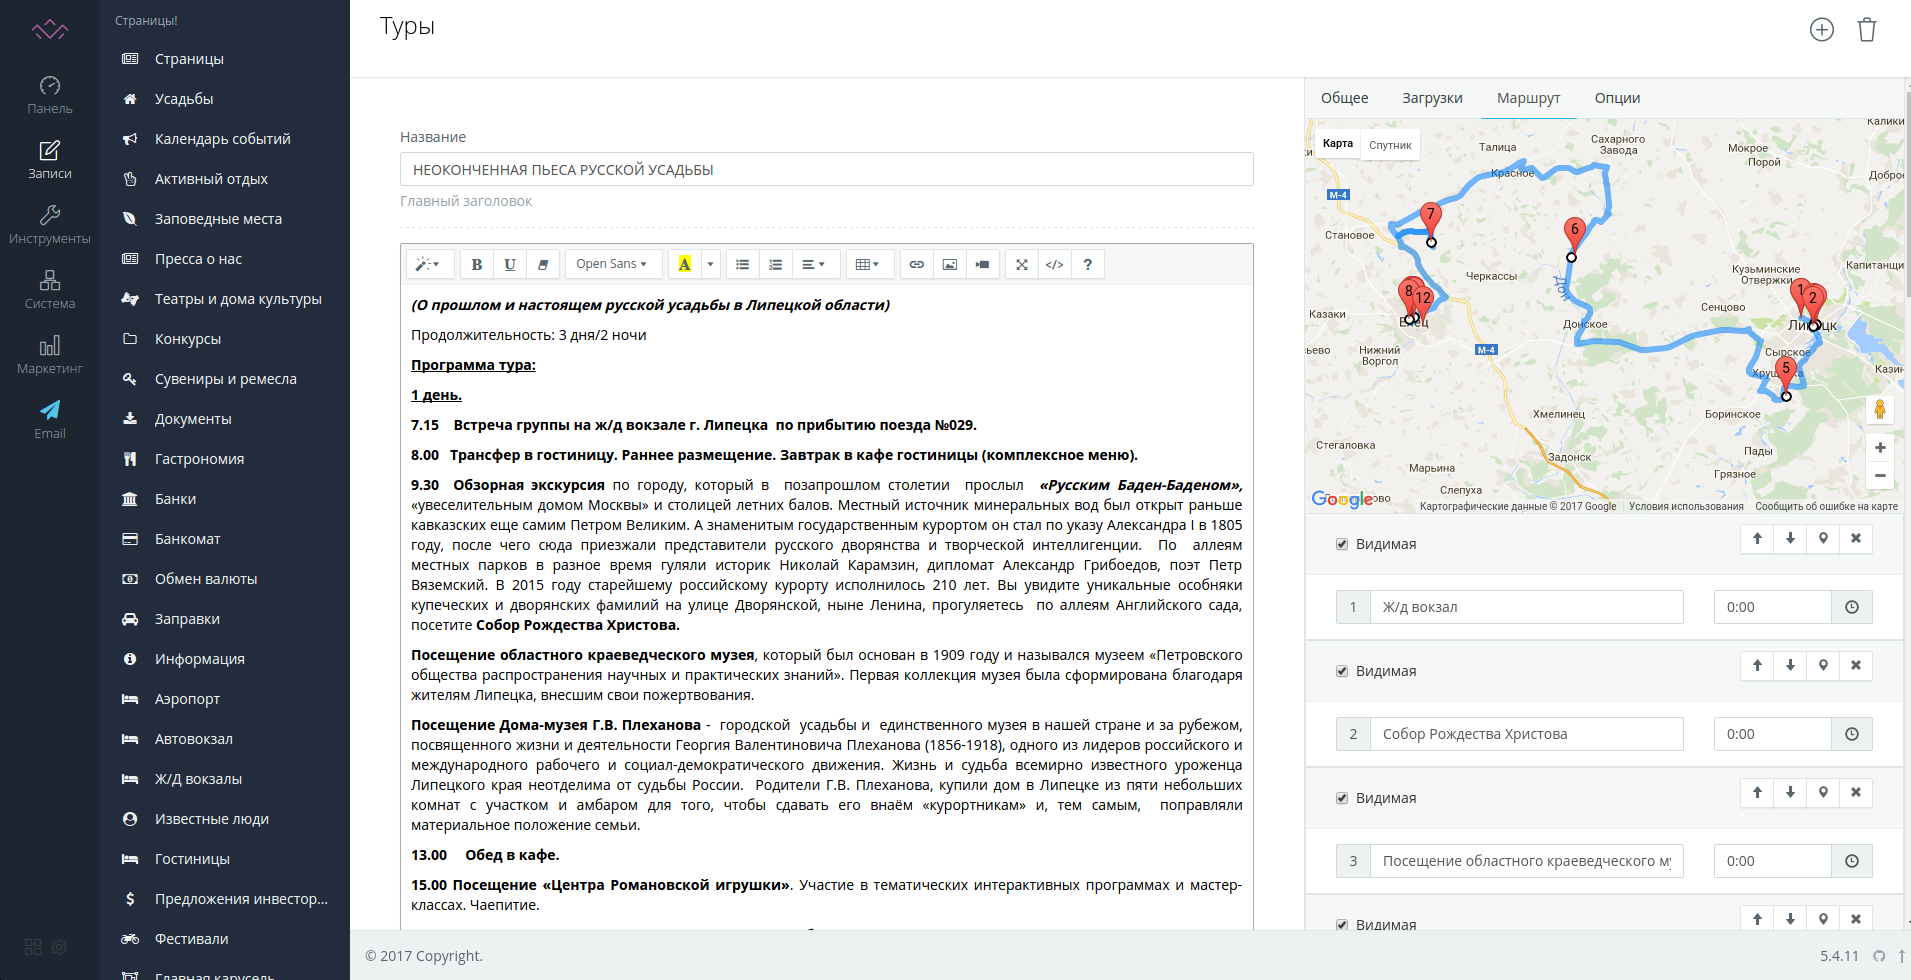 Страницы!
Панель
Записи
Инструменты
Система
Маркетинг
Email
Страницы
Усадьбы
Календарь событий
Активный отдых
Заповедные места
Пресса о нас
Театры и дома культуры
Конкурсы
Сувениры и ремесла
Документы
Гастрономия
Банки
Банкомат
Обмен валюты
Заправки
Информация
Аэропорт
Автовокзал
Ж/Д вокзалы
Известные люди
Гостиницы
Предложения инвестор...
Фестивали
Главная карусель
Туры
Название
НЕОКОНЧЕННАЯ ПЬЕСА РУССКОЙ УСАДЬБЫ
Главный заголовок
B U Open Sans A </> ?
(О прошлом и настоящем русской усадьбы в Липецкой области)
Продолжительность: 3 дня/2 ночи
Программа тура:
1 день.
7.15 Встреча группы на ж/д вокзале г. Липецка по прибытию поезда №029.
8.00 Трансфер в гостиницу. Раннее размещение. Завтрак в кафе гостиницы (комплексное меню).
9.30 Обзорная экскурсия по городу, который в позапрошлом столетии прослыл «Русским Баден-Баденом»,
«увеселительным домом Москвы» и столицей летних балов. Местный источник минеральных вод был открыт раньше
кавказских еще самим Петром Великим. А знаменитым государственным курортом он стал по указу Александра I в 1805
году, после чего сюда приезжали представители русского дворянства и творческой интеллигенции. По аллеям
местных парков в разное время гуляли историк Николай Карамзин, дипломат Александр Грибоедов, поэт Петр
Вяземский. В 2015 году старейшему российскому курорту исполнилось 210 лет. Вы увидите уникальные особняки
купеческих и дворянских фамилий на улице Дворянской, ныне Ленина, прогуляетесь по аллеям Английского сада,
посетите Собор Рождества Христова.
Посещение областного краеведческого музея, который был основан в 1909 году и назывался музеем «Петровского
общества распространения научных и практических знаний». Первая коллекция музея была сформирована благодаря
жителям Липецка, внесшим свои пожертвования.
Посещение Дома-музея Г.В. Плеханова - городской усадьбы и единственного музея в нашей стране и за рубежом,
посвященного жизни и деятельности Георгия Валентиновича Плеханова (1856-1918), одного из лидеров российского и
международного рабочего и социал-демократического движения. Жизнь и судьба всемирно известного уроженца
Липецкого края неотделима от судьбы России. Родители Г.В. Плеханова, купили дом в Липецке из пяти небольших
комнат с участком и амбаром для того, чтобы сдавать его внаём «курортникам» и, тем самым, поправляли
материальное положение семьи.
13.00 Обед в кафе.
15.00 Посещение «Центра Романовской игрушки». Участие в тематических интерактивных программах и мастер-
классах. Чаепитие.
Общее Загрузки Маршрут Опции
Карта Спутник
Талица
Сахарного
Завода
Калики
Мокрое
Порой
Красное
Доброе
М-4
7
6
Становое
Черкассы
Кузьминские
Отвержки
Капитанщи
Дон
8
12
1
2
Сенцово
Казаки
Елец
Донское
Липецк
Нижний
Воргол
М-4
Сырское
5
Казин
Хмелинец
Боринское
Стегаловка
Задонск
Пады
Марьина
Грязное
Слепуха
Google
Картографические данные © 2017 Google Условия использования Сообщить об ошибке на карте
Видимая
1 Ж/д вокзал 0:00
Видимая
2 Собор Рождества Христова 0:00
Видимая
3 Посещение областного краеведческого му 0:00
Видимая
© 2017 Copyright.
5.4.11